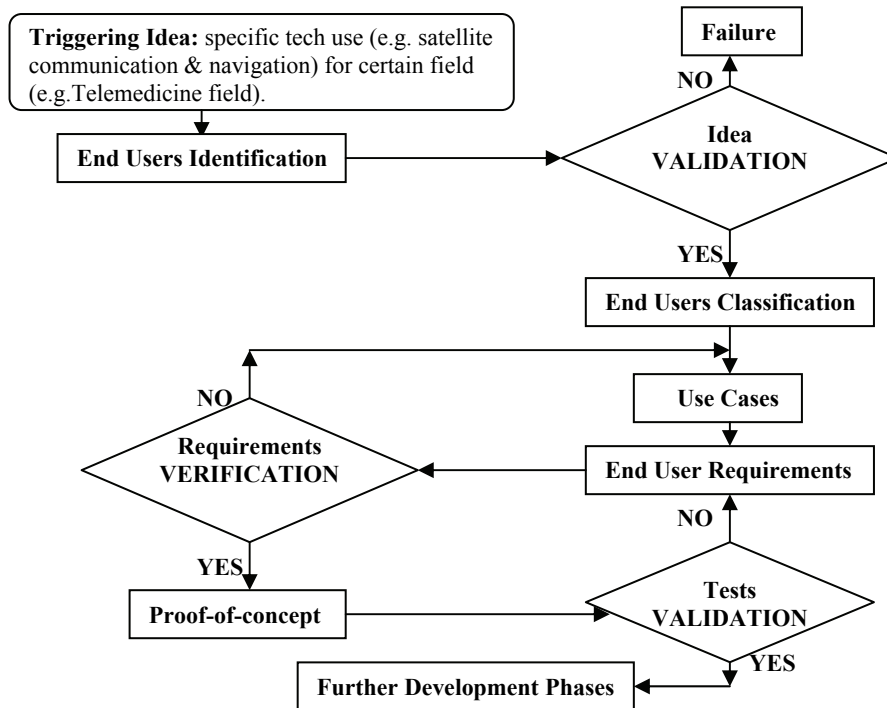 Triggering Idea: specific tech use (e.g. satellite
communication & navigation) for certain field
(e.g.Telemedicine field).
Failure
NO
End Users Identification
Idea
VALIDATION
YES
End Users Classification
NO
Use Cases
Requirements
VERIFICATION
End User Requirements
NO
YES
Tests
VALIDATION
Proof-of-concept
YES
Further Development Phases